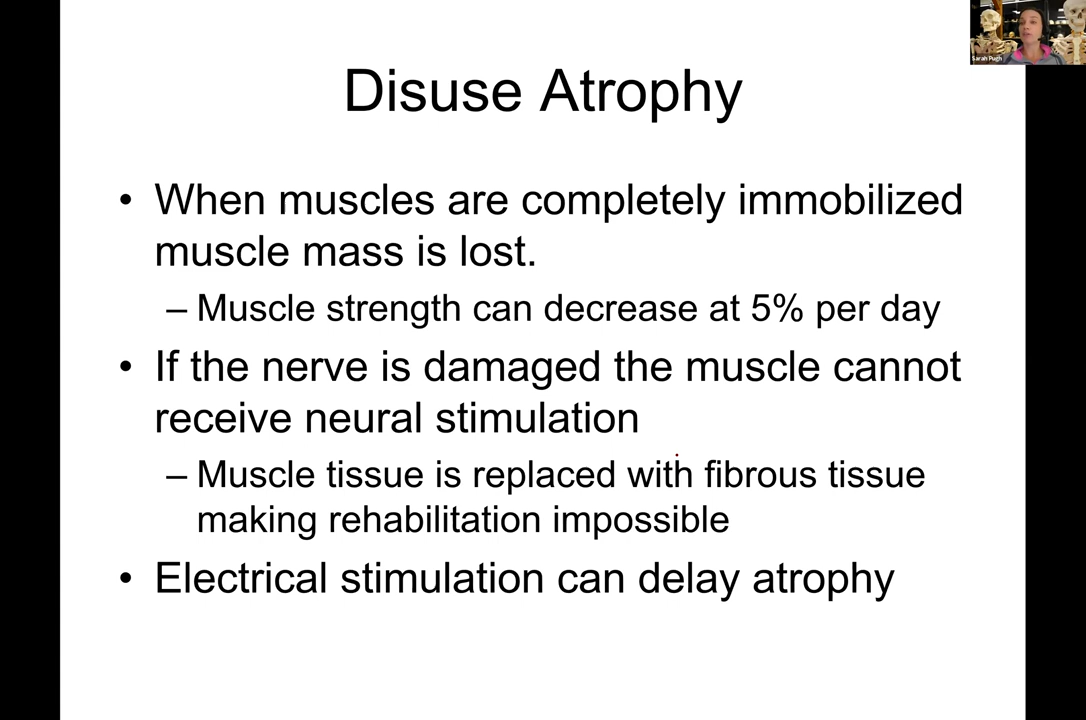 Sarah Pugh
Disuse Atrophy
• When muscles are completely immobilized
muscle mass is lost.
– Muscle strength can decrease at 5% per day
• If the nerve is damaged the muscle cannot
receive neural stimulation
– Muscle tissue is replaced with fibrous tissue
making rehabilitation impossible
• Electrical stimulation can delay atrophy